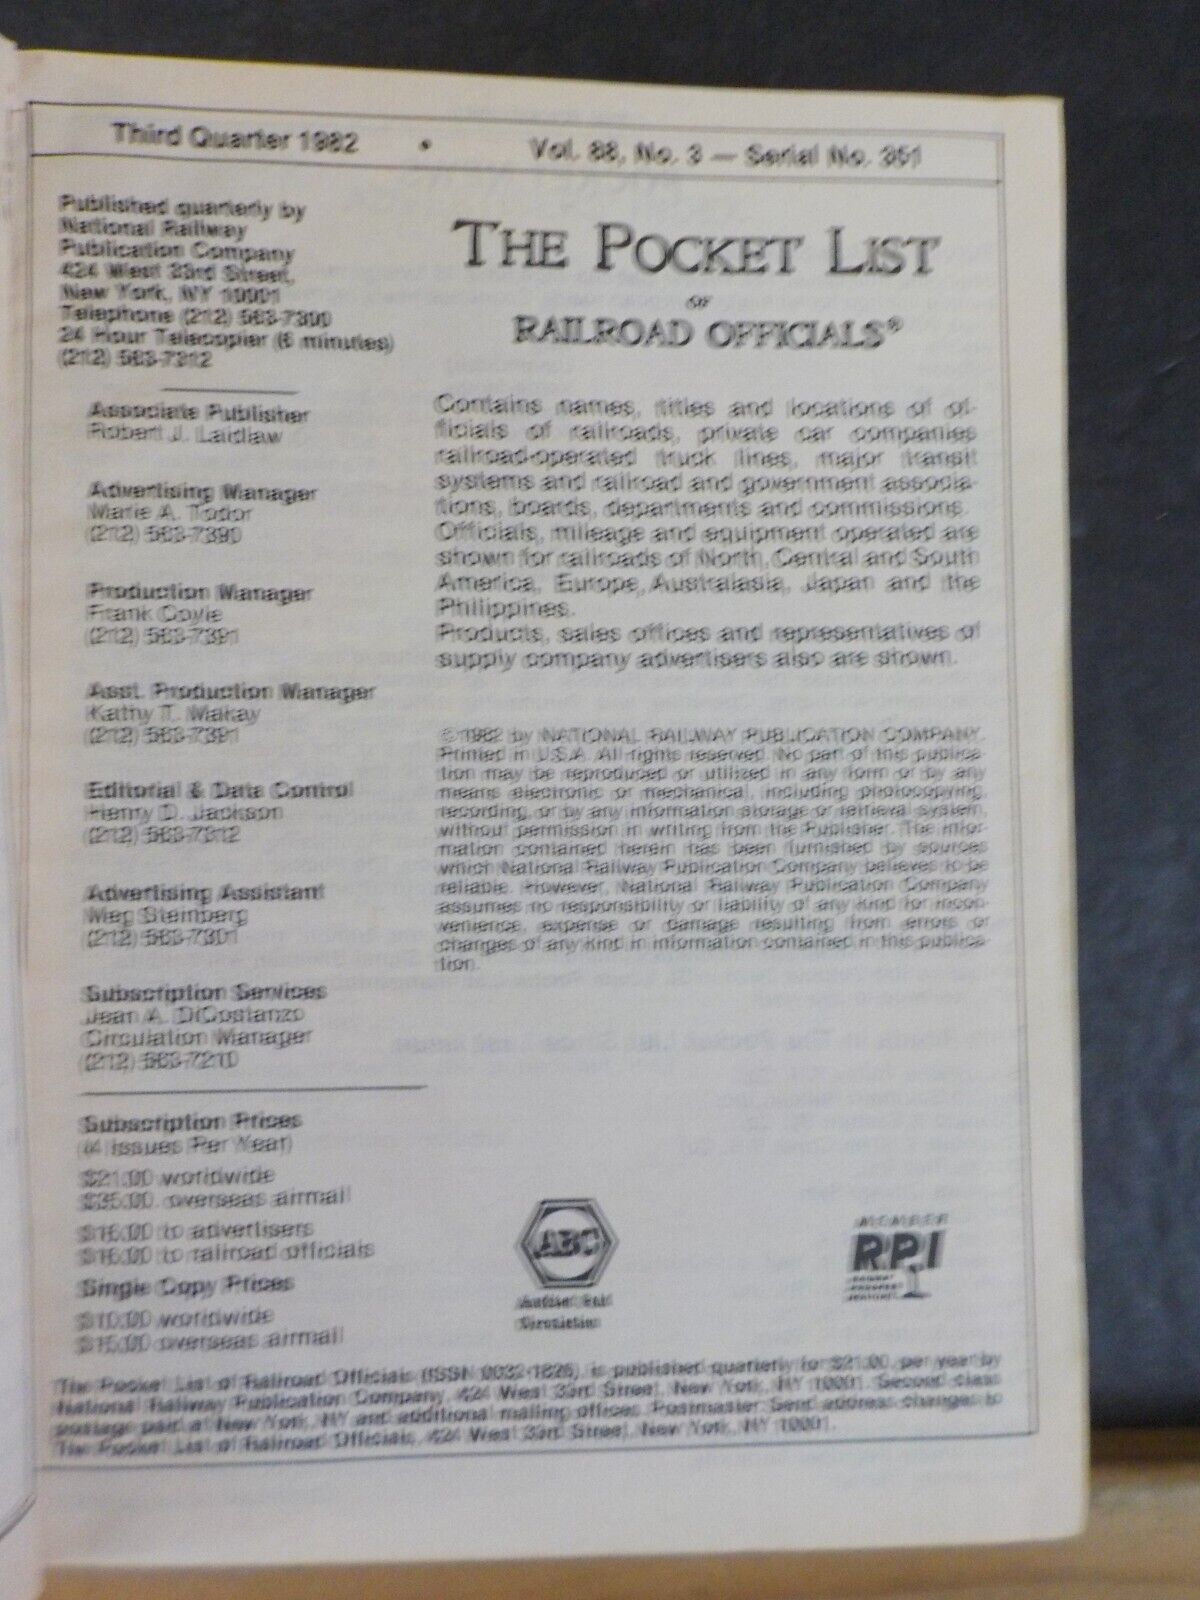 Third Quarter 1982 • Vol. 88, No. 3 — Serial No. 351
Published quarterly by
National Railway
Publication Company
424 West 33rd Street,
New York, NY 10001
Telephone (212) 563-7300
24 Hour Telecopier (6 minutes)
(212) 563-7312
Associate Publisher
Robert J. Laidlaw
Advertising Manager
Marie A. Todor
(212) 563-7390
Production Manager
Frank Coyle
(212) 563-7391
Asst. Production Manager
Kathy T. Makay
(212) 563-7391
Editorial & Data Control
Henry D. Jackson
(212) 563-7312
Advertising Assistant
Meg Steinberg
(212) 563-7301
Subscription Services
Jean A. DiCostanzo
Circulation Manager
(212) 563-7210
Subscription Prices
(4 Issues Per Year)
$21.00 worldwide
$35.00 overseas airmail
$16.00 to advertisers
$16.00 to railroad officials
Single Copy Prices
$10.00 worldwide
$15.00 overseas airmail
THE POCKET LIST
OF
RAILROAD OFFICIALS®
Contains names, titles and locations of of-
ficials of railroads, private car companies
railroad-operated truck lines, major transit
systems and railroad and government associa-
tions, boards, departments and commissions.
Officials, mileage and equipment operated are
shown for railroads of North, Central and South
America, Europe, Australasia, Japan and the
Philippines.
Products, sales offices and representatives of
supply company advertisers also are shown.
©1982 by NATIONAL RAILWAY PUBLICATION COMPANY.
Printed in U.S.A. All rights reserved. No part of this publica-
tion may be reproduced or utilized in any form or by any
means electronic or mechanical, including photocopying,
recording, or by any information storage or retrieval system,
without permission in writing from the Publisher. The infor-
mation contained herein has been furnished by sources
which National Railway Publication Company believes to be
reliable. However, National Railway Publication Company
assumes no responsibility or liability of any kind for incon-
venience, expense or damage resulting from errors or
changes of any kind in information contained in this publica-
tion.
ABC
Audit
Circulation
MEMBER
RPI
RAILWAY
PROGRESS
INSTITUTE
The Pocket List of Railroad Officials (ISSN 0032-1826), is published quarterly for $21.00, per year by
National Railway Publication Company, 424 West 33rd Street, New York, NY 10001. Second class
postage paid at New York, NY and additional mailing offices. Postmaster: Send address changes to
The Pocket List of Railroad Officials, 424 West 33rd Street, New York, NY 10001.